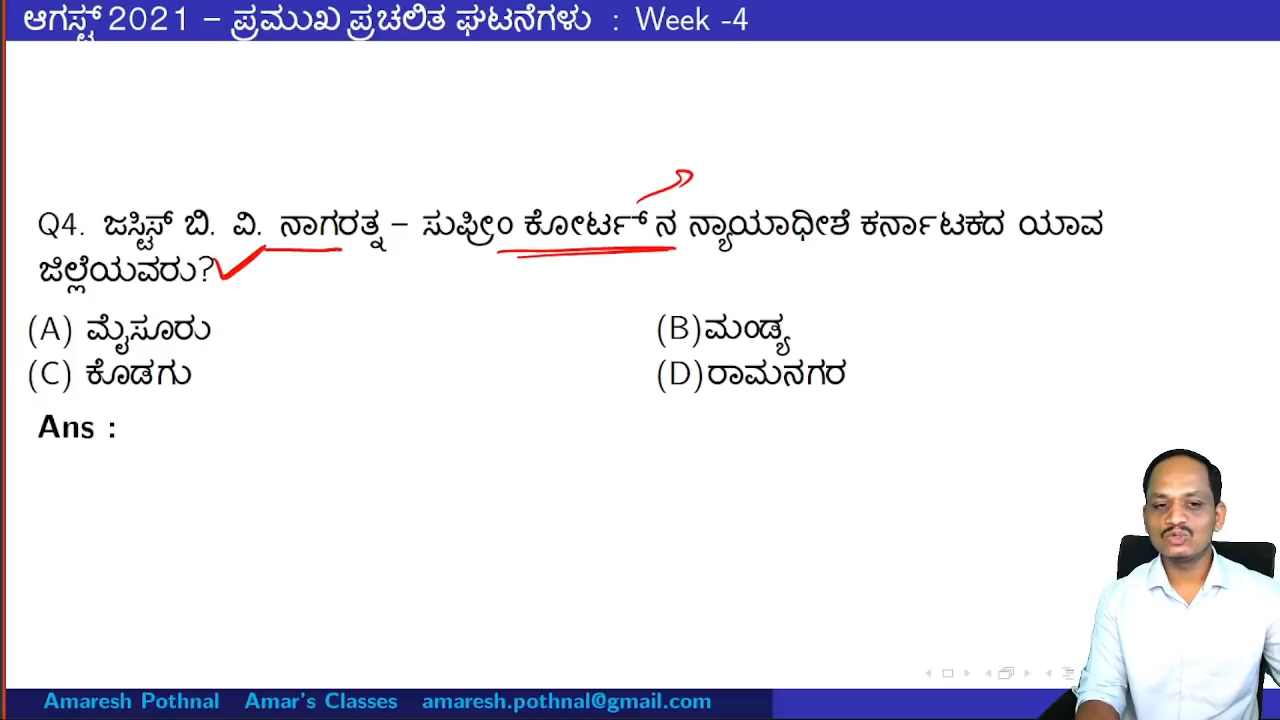 ಆಗಸ್ಟ್ 2021 – ಪ್ರಮುಖ ಪ್ರಚಲಿತ ಘಟನೆಗಳು : Week -4
Q4. ಜಸ್ಟಿಸ್ ಬಿ. ವಿ. ನಾಗರತ್ನ – ಸುಪ್ರೀಂ ಕೋರ್ಟ್ ನ ನ್ಯಾಯಾಧೀಶೆ ಕರ್ನಾಟಕದ ಯಾವ
ಜಿಲ್ಲೆಯವರು?
(A) ಮೈಸೂರು (B)ಮಂಡ್ಯ
(C) ಕೊಡಗು (D)ರಾಮನಗರ
Ans :
Amaresh Pothnal Amar's Classes amaresh.pothnal@gmail.com